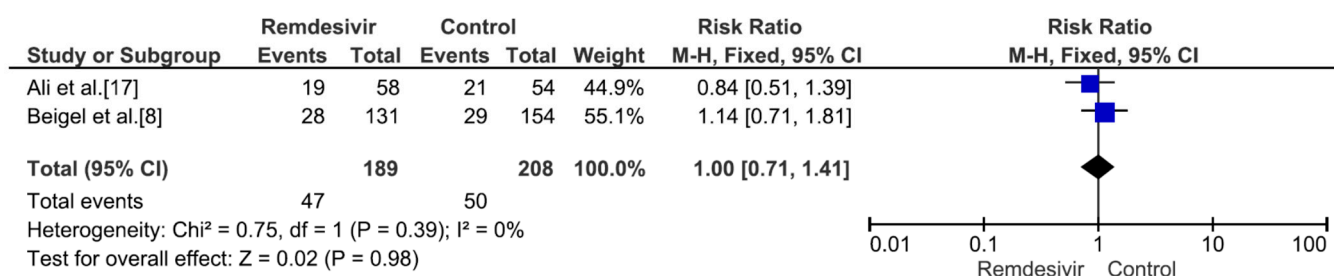 Remdesivir Control Risk Ratio Risk Ratio
Study or Subgroup Events Total Events Total Weight M-H, Fixed, 95% CI M-H, Fixed, 95% CI
Ali et al.[17] 19 58 21 54 44.9% 0.84 [0.51, 1.39]
Beigel et al.[8] 28 131 29 154 55.1% 1.14 [0.71, 1.81]
Total (95% CI) 189 208 100.0% 1.00 [0.71, 1.41]
Total events 47 50
Heterogeneity: Chi² = 0.75, df = 1 (P = 0.39); I² = 0%
Test for overall effect: Z = 0.02 (P = 0.98)
0.01 0.1 1 10 100
Remdesivir Control